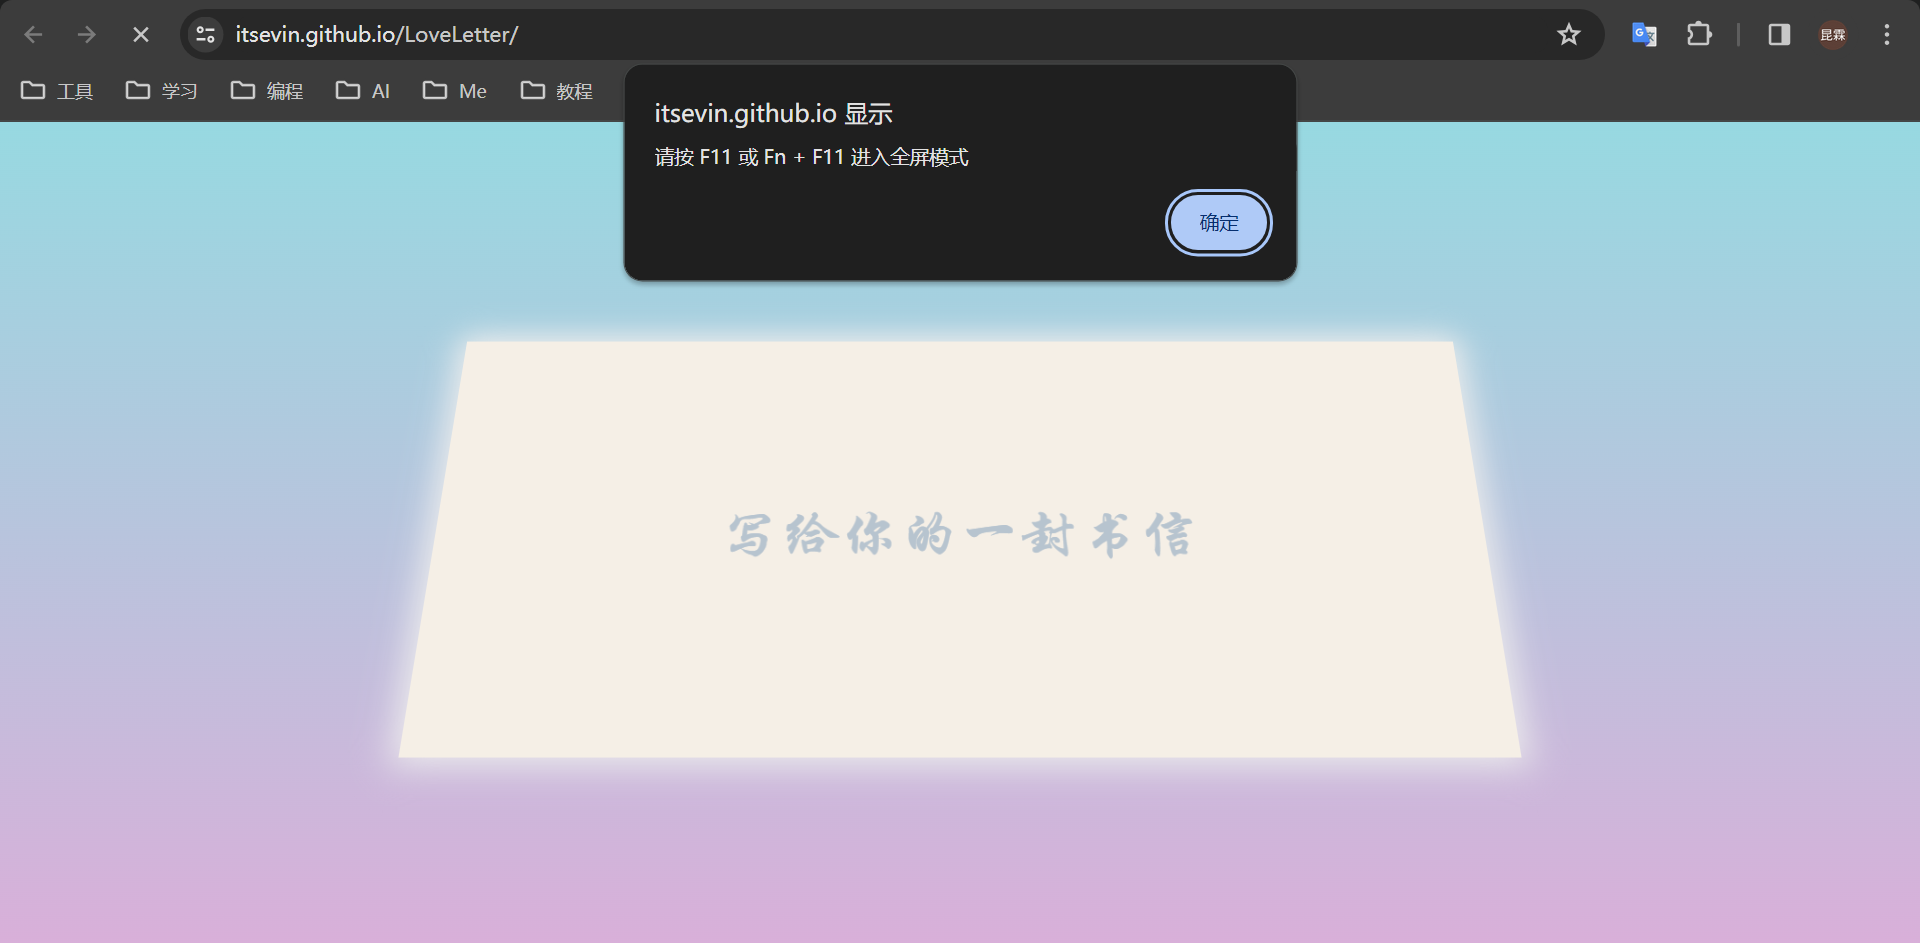 itsevin.github.io/LoveLetter/
昆霖
工具 学习 编程 AI Me 教程
itsevin.github.io 显示
请按 F11 或 Fn + F11 进入全屏模式
确定
写给你的一封书信